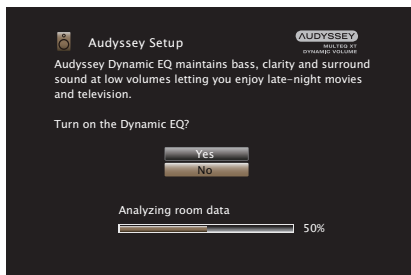 Audyssey Setup
AUDYSSEY
MULTEQ XT
DYNAMIC VOLUME
Audyssey Dynamic EQ maintains bass, clarity and surround
sound at low volumes letting you enjoy late-night movies
and television.
Turn on the Dynamic EQ?
Yes
No
Analyzing room data
50%